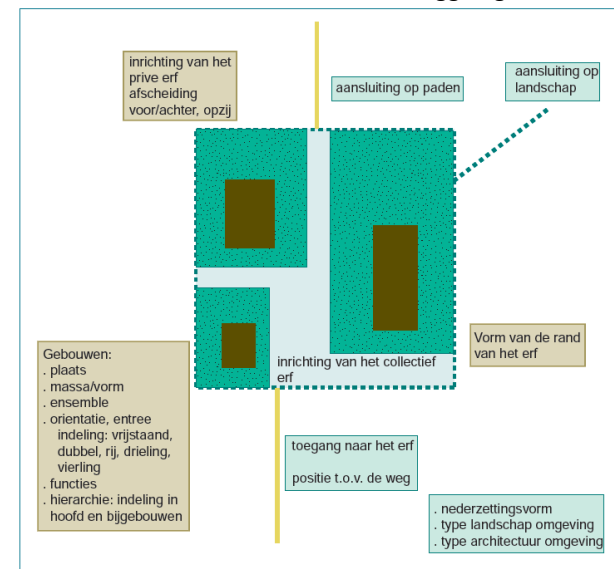 inrichting van het
prive erf
afscheiding
voor/achter, opzij
aansluiting op paden
aansluiting op
landschap
Gebouwen:
. plaats
. massa/vorm
. ensemble
. orientatie, entree
indeling: vrijstaand,
dubbel, rij, drieling,
vierling
. functies
. hierarchie: indeling in
hoofd en bijgebouwen
inrichting van het collectief
erf
Vorm van de rand
van het erf
toegang naar het erf
positie t.o.v. de weg
. nederzettingsvorm
. type landschap omgeving
. type architectuur omgeving